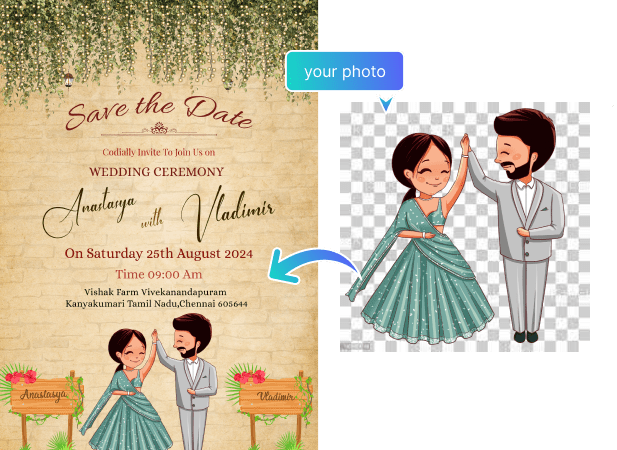 Save the Date
Codially Invite To Join Us on
WEDDING CEREMONY
Anastasya
with
Vladimir
On Saturday 25th August 2024
Time 09:00 Am
Vishak Farm Vivekanandapuram
Kanyakumari Tamil Nadu,Chennai 605644
Anastasya
Vladimir
your photo